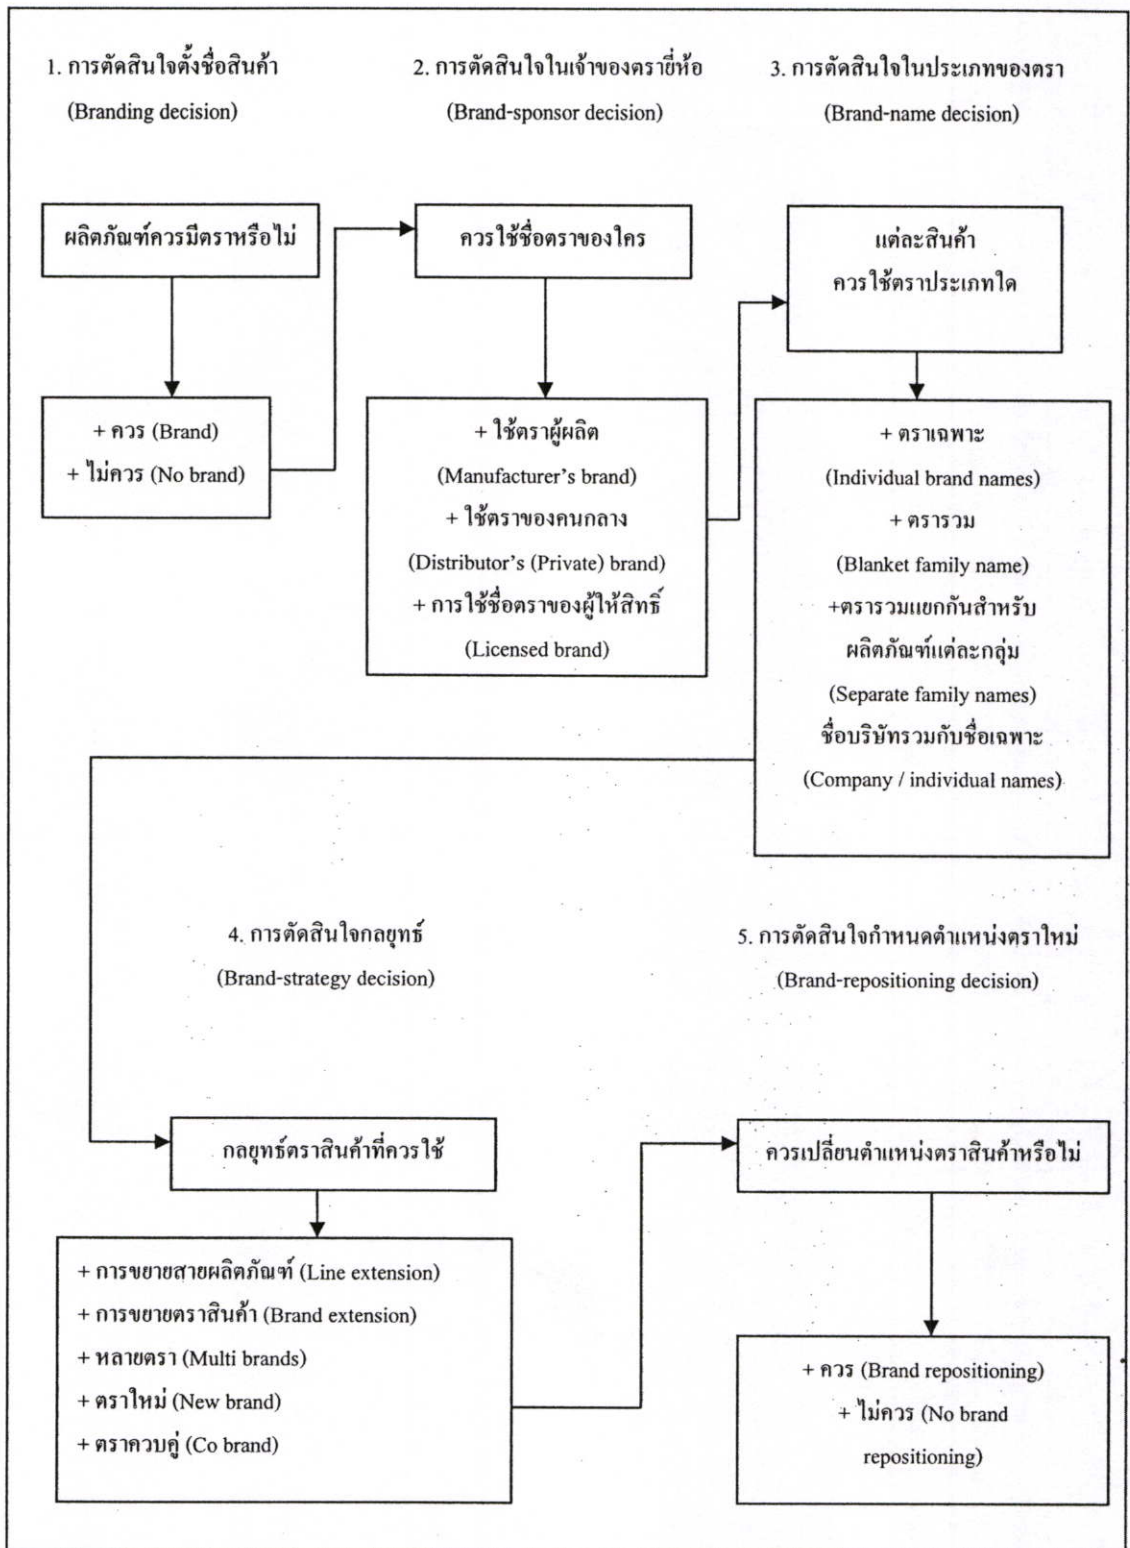 1. การตัดสินใจตั้งชื่อสินค้า
(Branding decision)
2. การตัดสินใจในเจ้าของตรายี่ห้อ
(Brand-sponsor decision)
3. การตัดสินใจในประเภทของตรา
(Brand-name decision)
ผลิตภัณฑ์ควรมีตราหรือไม่
ควรใช้ชื่อตราของใคร
แต่ละสินค้า
ควรใช้ตราประเภทใด
+ ควร (Brand)
+ ไม่ควร (No brand)
+ ใช้ตราผู้ผลิต
(Manufacturer's brand)
+ ใช้ตราของคนกลาง
(Distributor's (Private) brand)
+ การใช้ชื่อตราของผู้ให้สิทธิ์
(Licensed brand)
+ ตราเฉพาะ
(Individual brand names)
+ ตรารวม
(Blanket family name)
+ตรารวมแยกกันสำหรับ
ผลิตภัณฑ์แต่ละกลุ่ม
(Separate family names)
ชื่อบริษัทรวมกับชื่อเฉพาะ
(Company / individual names)
4. การตัดสินใจกลยุทธ์
(Brand-strategy decision)
5. การตัดสินใจกำหนดตำแหน่งตราใหม่
(Brand-repositioning decision)
กลยุทธ์ตราสินค้าที่ควรใช้
ควรเปลี่ยนตำแหน่งตราสินค้าหรือไม่
+ การขยายสายผลิตภัณฑ์ (Line extension)
+ การขยายตราสินค้า (Brand extension)
+ หลายตรา (Multi brands)
+ ตราใหม่ (New brand)
+ ตราควบคู่ (Co brand)
+ ควร (Brand repositioning)
+ ไม่ควร (No brand
repositioning)